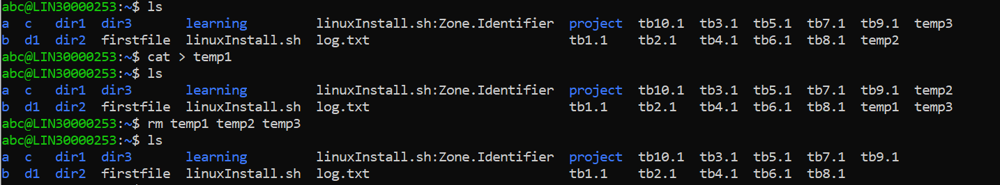 abc@LIN30000253:~$ ls
a  c   dir1  dir3       learning        linuxInstall.sh:Zone.Identifier  project  tb10.1  tb3.1  tb5.1  tb7.1  tb9.1  temp3
b  d1  dir2  firstfile  linuxInstall.sh  log.txt                          tb1.1    tb2.1   tb4.1  tb6.1  tb8.1  temp2
abc@LIN30000253:~$ cat > temp1
abc@LIN30000253:~$ ls
a  c   dir1  dir3       learning        linuxInstall.sh:Zone.Identifier  project  tb10.1  tb3.1  tb5.1  tb7.1  tb9.1  temp2
b  d1  dir2  firstfile  linuxInstall.sh  log.txt                          tb1.1    tb2.1   tb4.1  tb6.1  tb8.1  temp1  temp3
abc@LIN30000253:~$ rm temp1 temp2 temp3
abc@LIN30000253:~$ ls
a  c   dir1  dir3       learning        linuxInstall.sh:Zone.Identifier  project  tb10.1  tb3.1  tb5.1  tb7.1  tb9.1
b  d1  dir2  firstfile  linuxInstall.sh  log.txt                          tb1.1    tb2.1   tb4.1  tb6.1  tb8.1